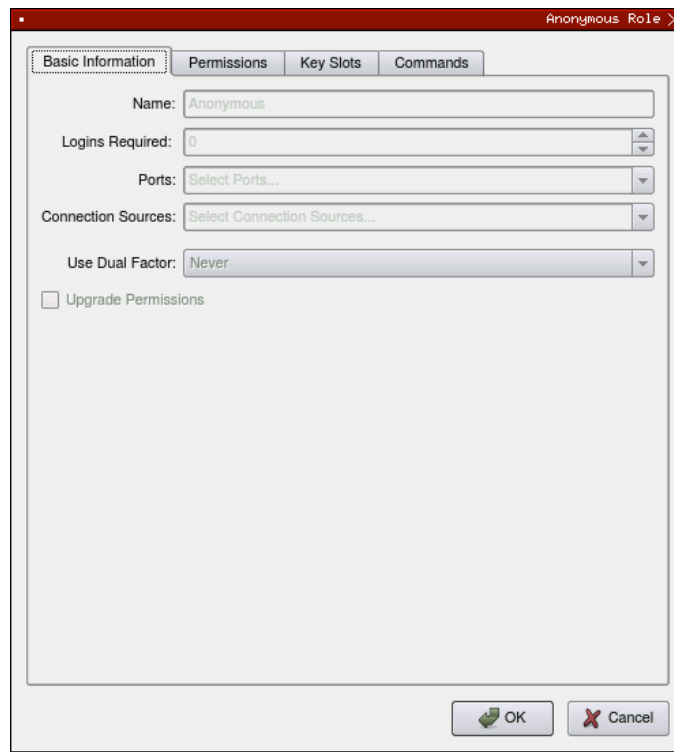 Anonymous Role
Basic Information Permissions Key Slots Commands
Name: Anonymous
Logins Required: 0
Ports: Select Ports...
Connection Sources: Select Connection Sources...
Use Dual Factor: Never
Upgrade Permissions
OK Cancel